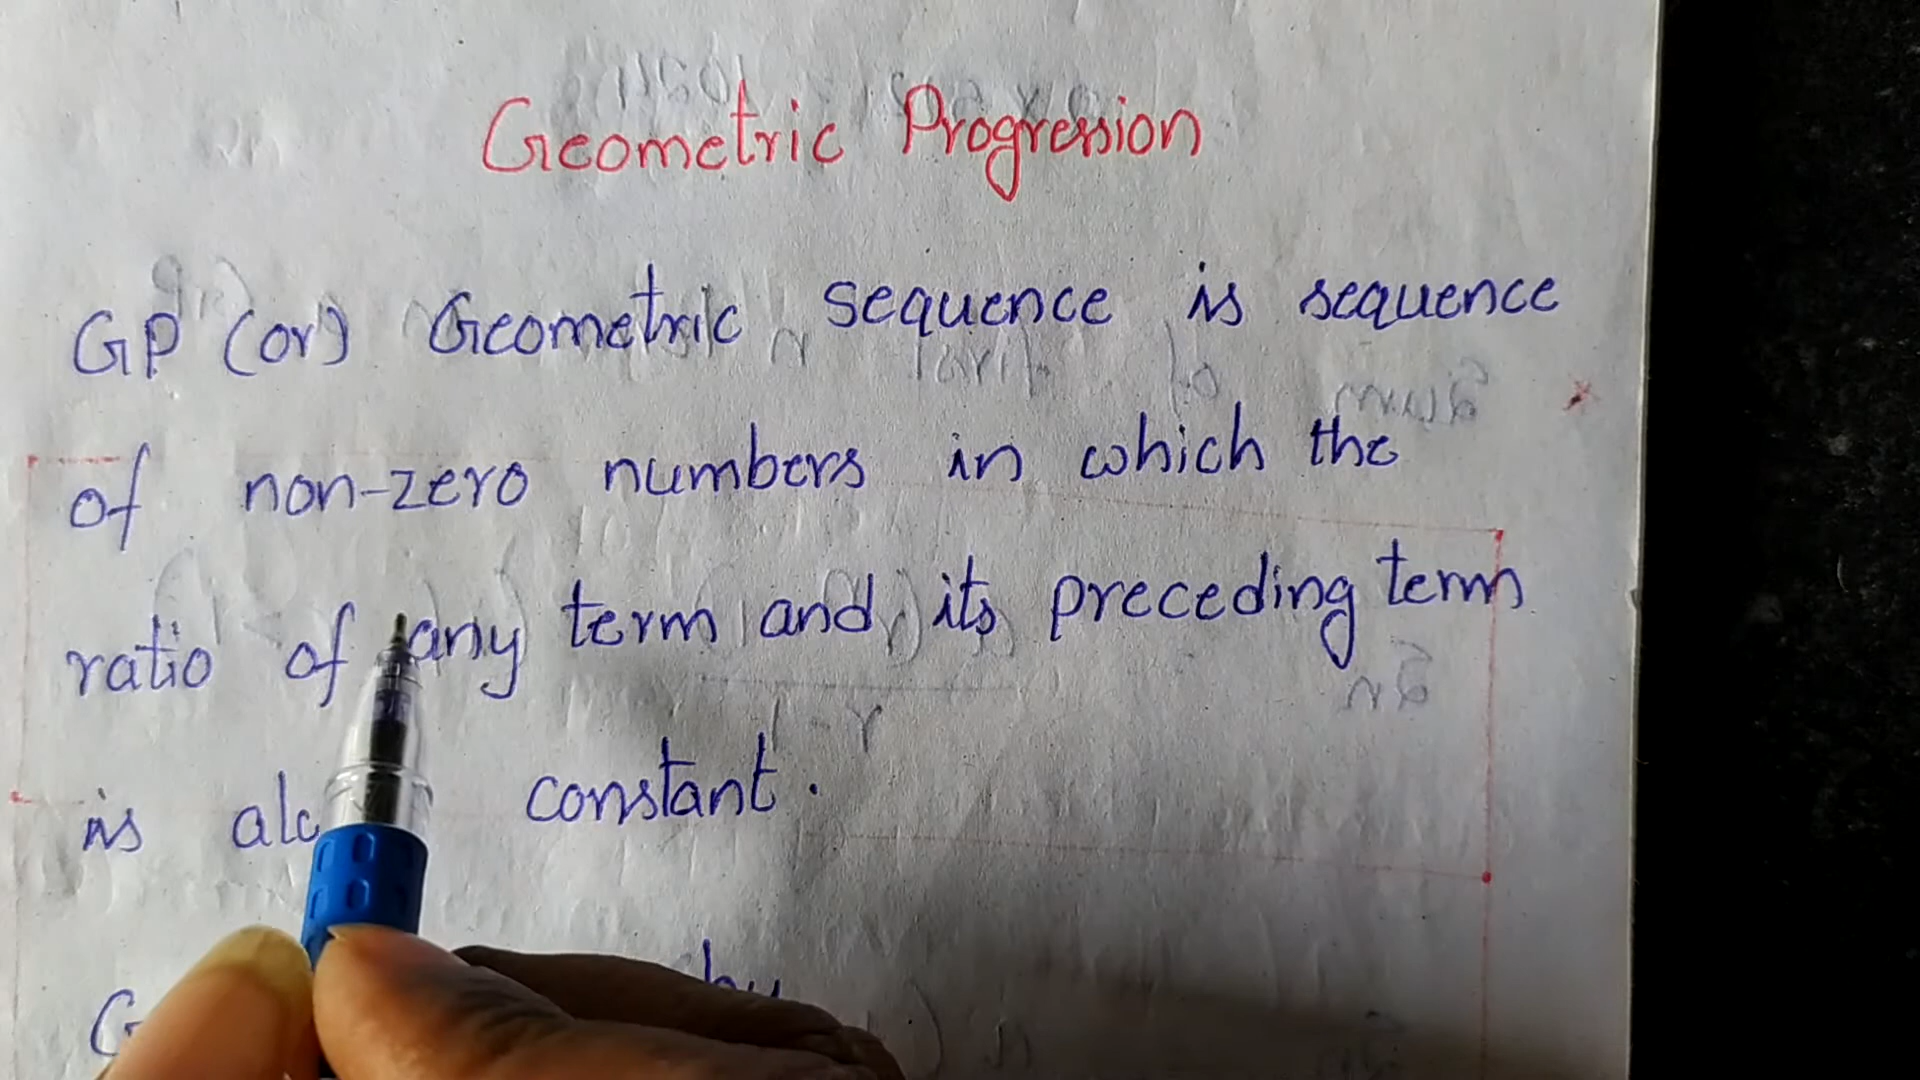 Geometric Progression
GP (or) Geometric sequence is sequence
of non-zero numbers in which the
ratio of any term and its preceding term
is constant.
by